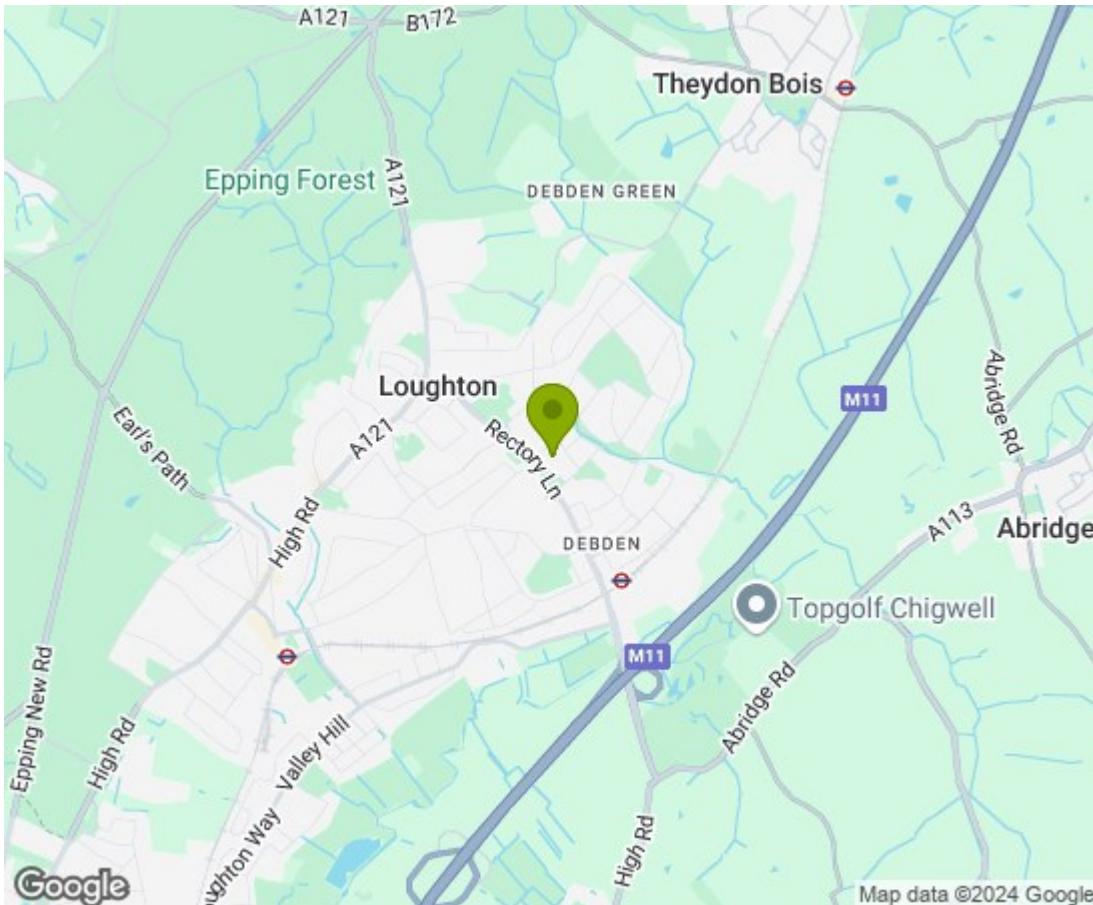 A121
B172
Theydon Bois
A121
Epping Forest
DEBDEN GREEN
M11
Abridge Rd
Loughton
A121
Rectory Ln
Earl's Path
High Rd
A113
Abridge
DEBDEN
Topgolf Chigwell
M11
Epping New Rd
Abridge Rd
High Rd
Valley Hill
oughton Way
High Rd
Google
Map data ©2024 Google